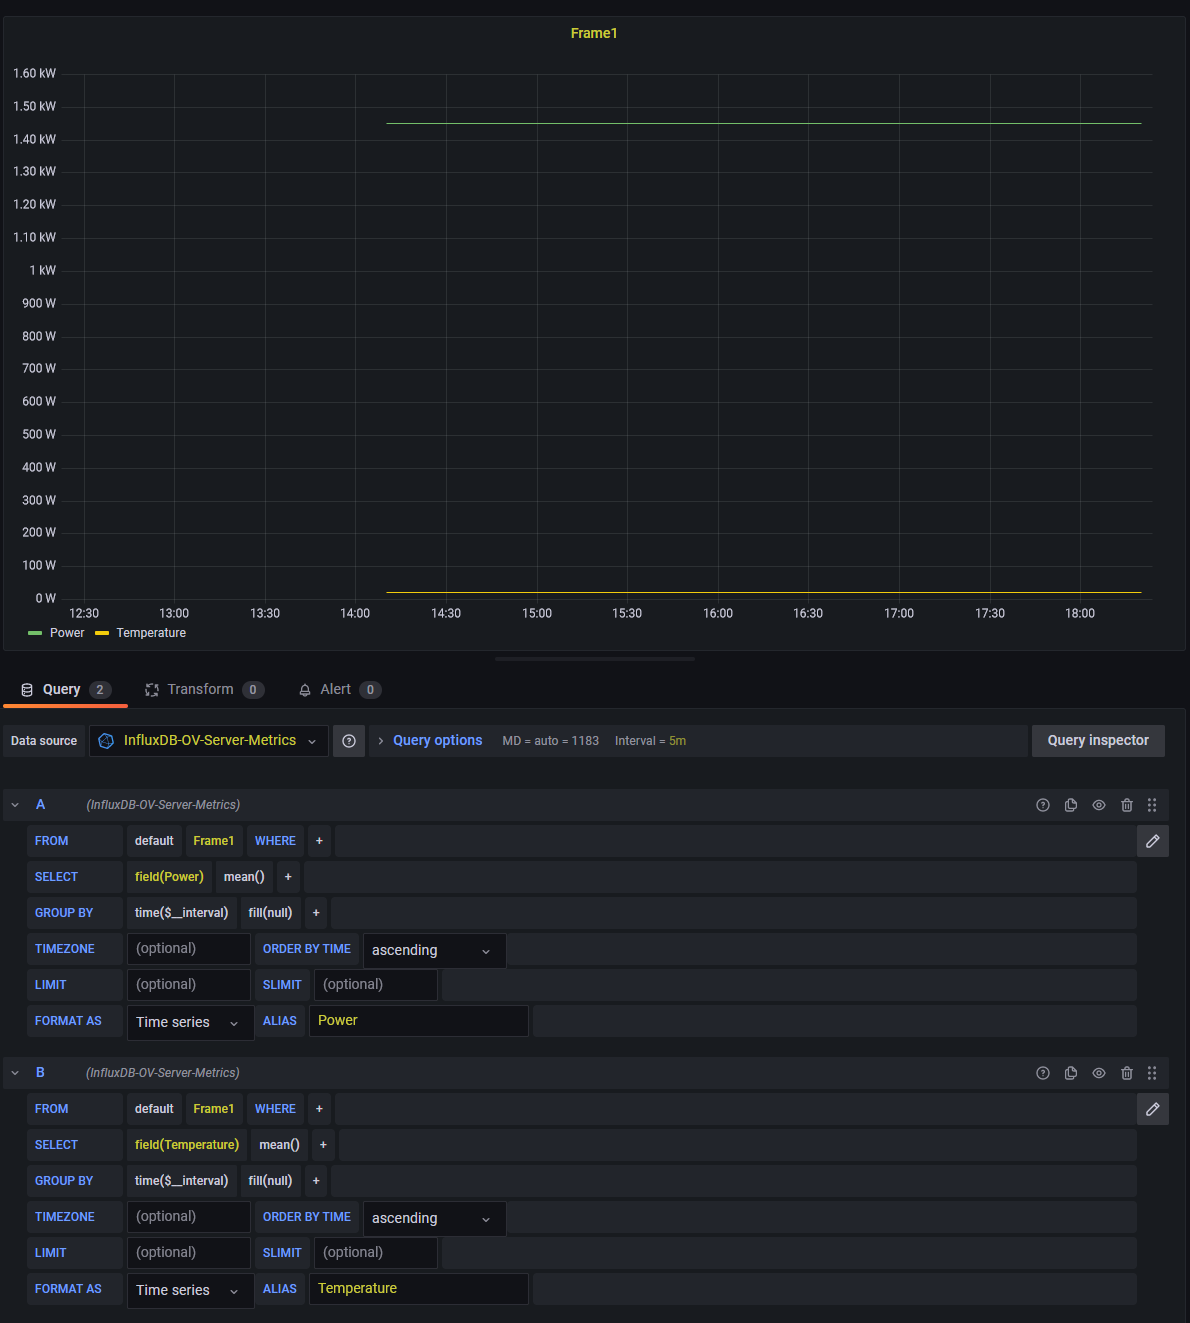 Frame1
1.60 kW
1.50 kW
1.40 kW
1.30 kW
1.20 kW
1.10 kW
1 kW
900 W
800 W
700 W
600 W
500 W
400 W
300 W
200 W
100 W
0 W
12:30 13:00 13:30 14:00 14:30 15:00 15:30 16:00 16:30 17:00 17:30 18:00
Power Temperature
Query 2 Transform 0 Alert 0
Data source InfluxDB-OV-Server-Metrics Query options MD = auto = 1183 Interval = 5m Query inspector
A (InfluxDB-OV-Server-Metrics)
FROM default Frame1 WHERE +
SELECT field(Power) mean() +
GROUP BY time($__interval) fill(null) +
TIMEZONE (optional) ORDER BY TIME ascending
LIMIT (optional) SLIMIT (optional)
FORMAT AS Time series ALIAS Power
B (InfluxDB-OV-Server-Metrics)
FROM default Frame1 WHERE +
SELECT field(Temperature) mean() +
GROUP BY time($__interval) fill(null) +
TIMEZONE (optional) ORDER BY TIME ascending
LIMIT (optional) SLIMIT (optional)
FORMAT AS Time series ALIAS Temperature